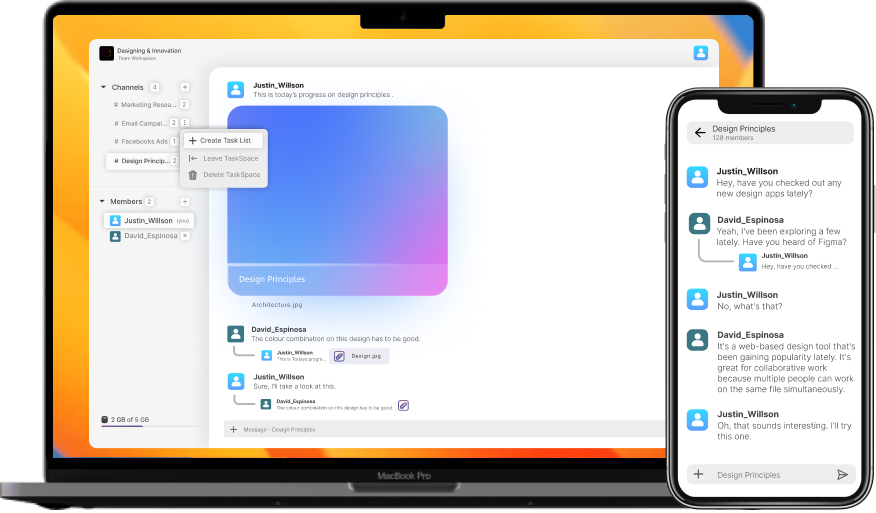 Designing & Innovation
Team Workspace
Channels 4 +
# Marketing Resea... 2
# Email Campai... 2
# Facebooks Ads 1
# Design Princip... 2
Create Task List
Leave TaskSpace
Delete TaskSpace
Members 2 +
Justin_Willson (you)
David_Espinosa ×
2 GB of 5 GB
Justin_Willson
This is today's progress on design principles .
Design Principles
Architecture.jpg
David_Espinosa
The colour combination on this design has to be good.
Justin_Willson
This is Todays progre...
Design.jpg
Justin_Willson
Sure, I'll take a look at this.
David_Espinosa
The colour combination on this design has to be good.
+ Message - Design Principles
MacBook Pro
Design Principles
128 members
Justin_Willson
Hey, have you checked out any
new design apps lately?
David_Espinosa
Yeah, I've been exploring a few
lately. Have you heard of Figma?
Justin_Willson
Hey, have you checked ...
Justin_Willson
No, what's that?
David_Espinosa
It's a web-based design tool that's
been gaining popularity lately. It's
great for collaborative work
because multiple people can work
on the same file simultaneously.
Justin_Willson
Oh, that sounds interesting. I'll try
this one.
+ Design Principles